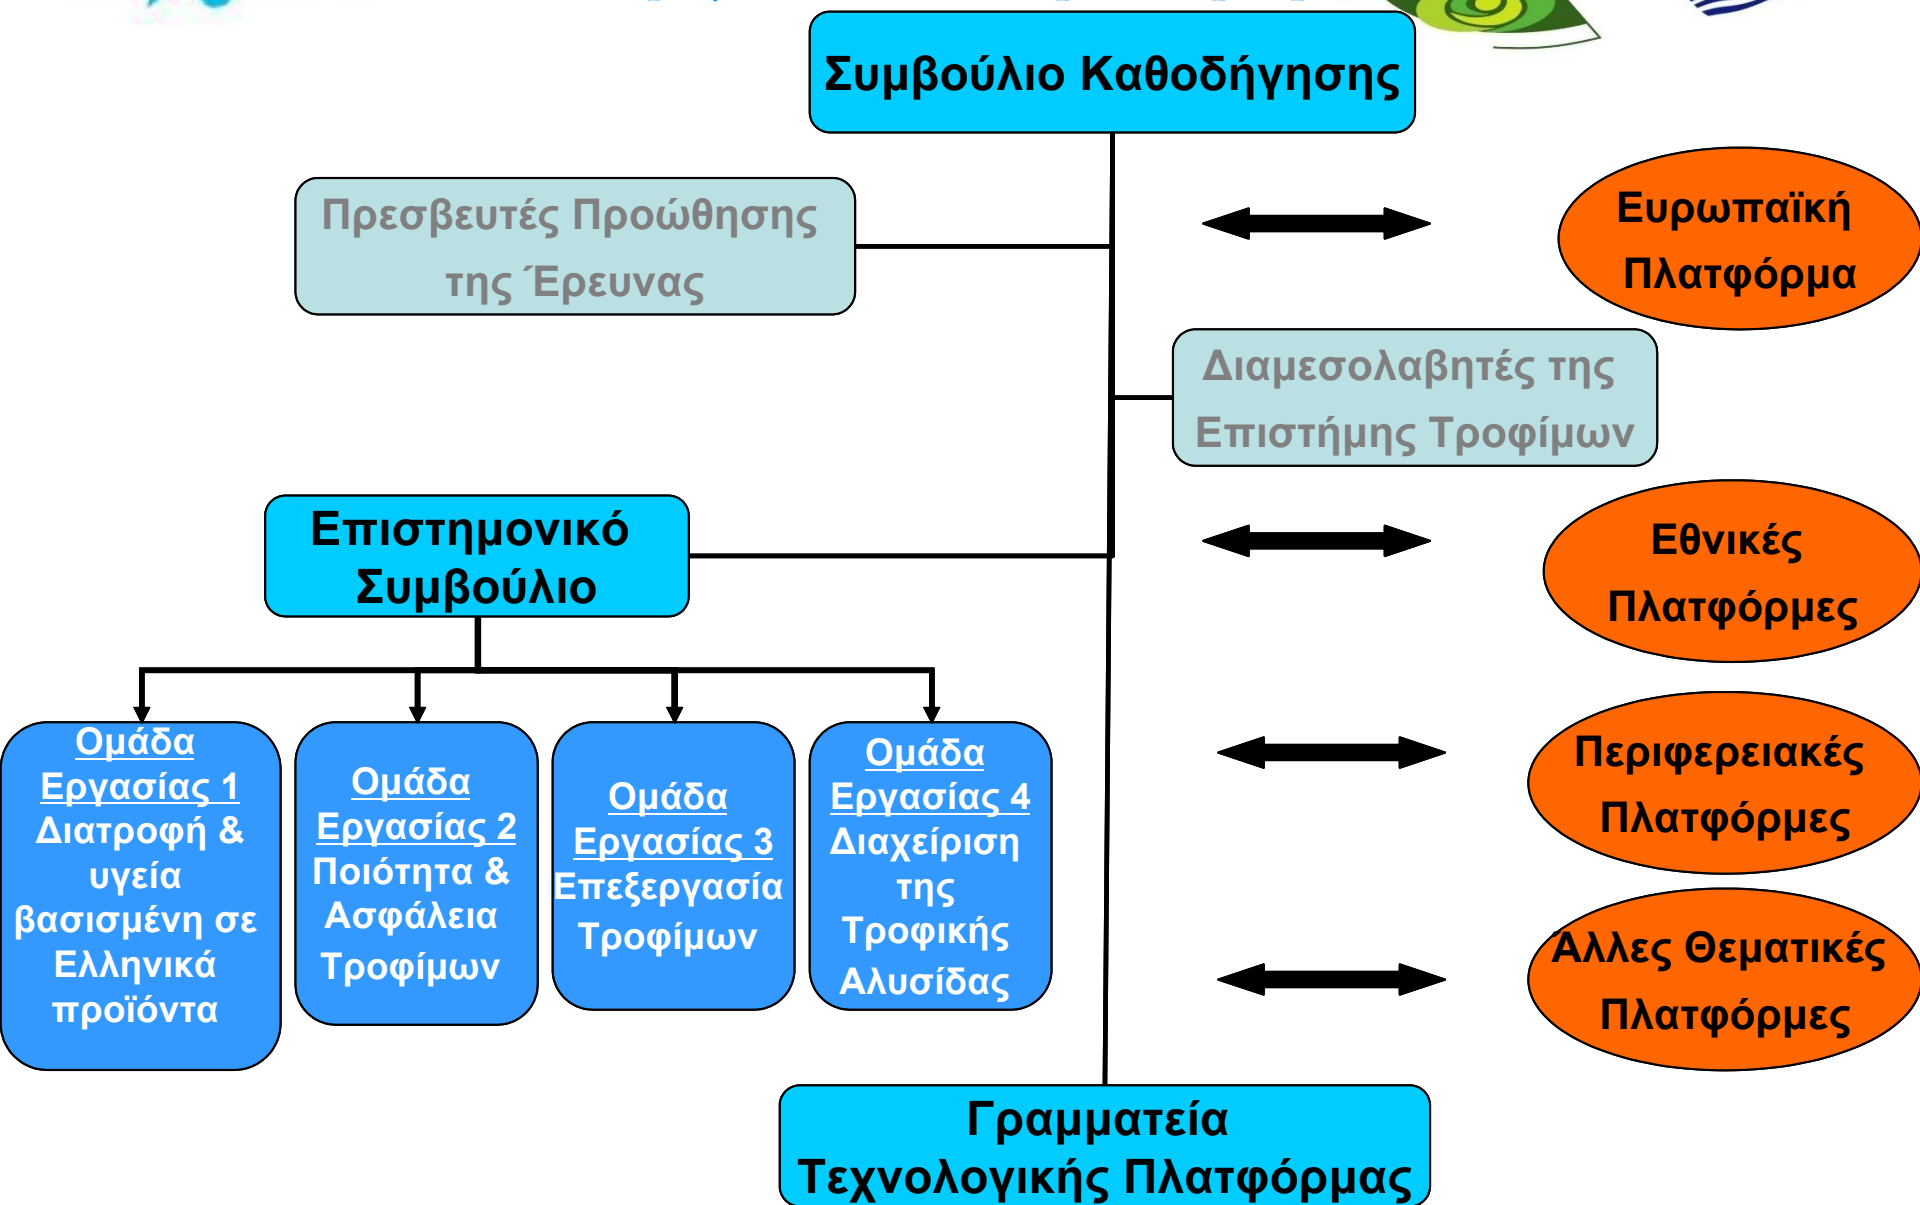 Συμβούλιο Καθοδήγησης
Πρεσβευτές Προώθησης
της Έρευνας
Ευρωπαϊκή
Πλατφόρμα
Διαμεσολαβητές της
Επιστήμης Τροφίμων
Επιστημονικό
Συμβούλιο
Εθνικές
Πλατφόρμες
Ομάδα
Εργασίας 1
Διατροφή &
υγεία
βασισμένη σε
Ελληνικά
προϊόντα
Ομάδα
Εργασίας 2
Ποιότητα &
Ασφάλεια
Τροφίμων
Ομάδα
Εργασίας 3
Επεξεργασία
Τροφίμων
Ομάδα
Εργασίας 4
Διαχείριση
της
Τροφικής
Αλυσίδας
Περιφερειακές
Πλατφόρμες
Άλλες Θεματικές
Πλατφόρμες
Γραμματεία
Τεχνολογικής Πλατφόρμας